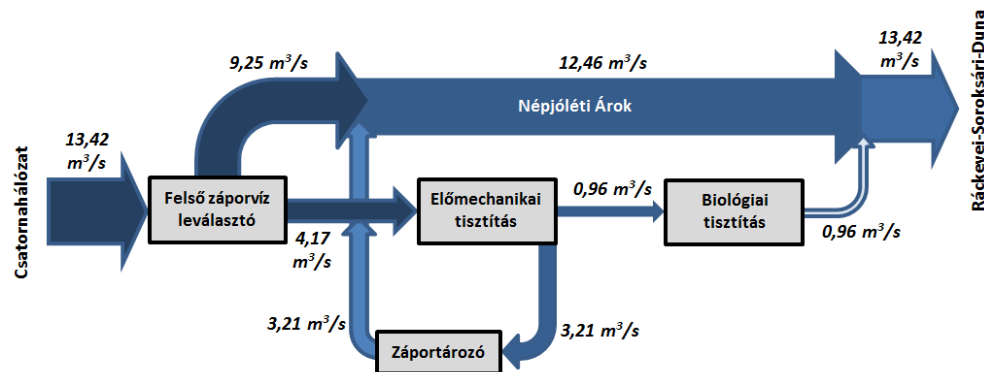 9,25 m³/s
12,46 m³/s
13,42
m³/s
Népjóléti Árok
Ráckevei-Soroksári-Duna
Csatornahálózat
13,42
m³/s
Felső záporvíz
leválasztó
4,17
m³/s
Előmechanikai
tisztítás
0,96 m³/s
Biológiai
tisztítás
0,96 m³/s
3,21 m³/s
Záportározó
3,21 m³/s